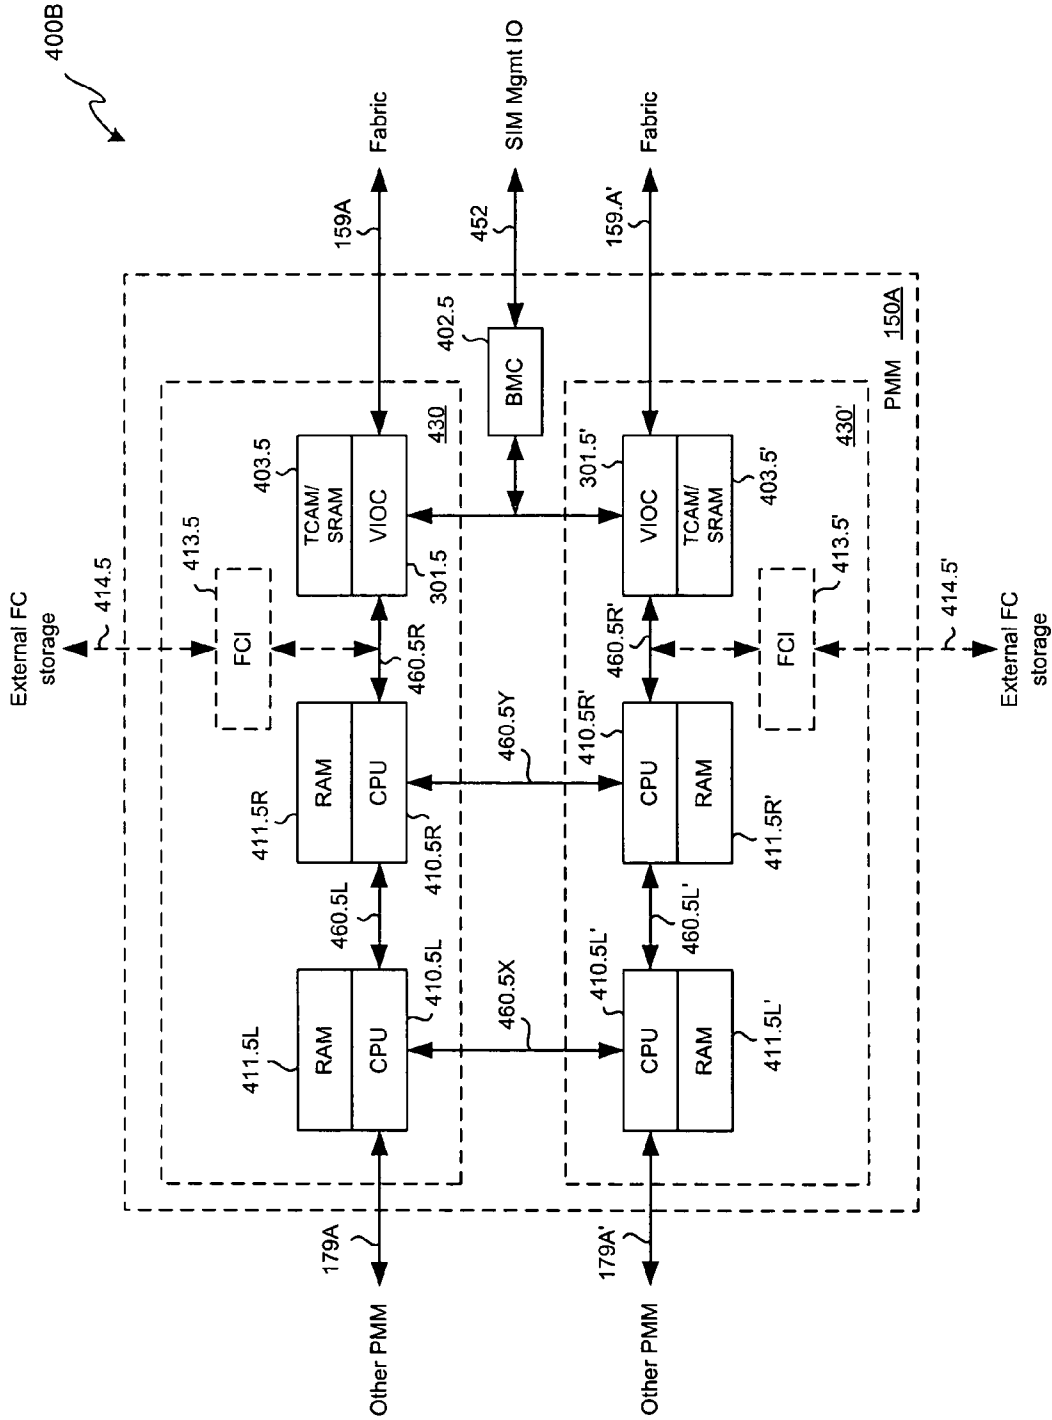 400B
External FC
storage
414.5
413.5
FCI
159A
Fabric
403.5
TCAM/
SRAM
VIOC
301.5
430
460.5R
411.5R
RAM
CPU
410.5R
460.5L
411.5L
RAM
CPU
410.5L
179A
Other PMM
SIM Mgmt IO
452
402.5
BMC
460.5Y
460.5X
Fabric
159.A'
301.5'
VIOC
TCAM/
SRAM
403.5'
430'
PMM 150A
460.5R'
410.5R'
CPU
RAM
411.5R'
460.5L'
410.5L'
CPU
RAM
411.5L'
179A'
Other PMM
413.5'
FCI
414.5'
External FC
storage